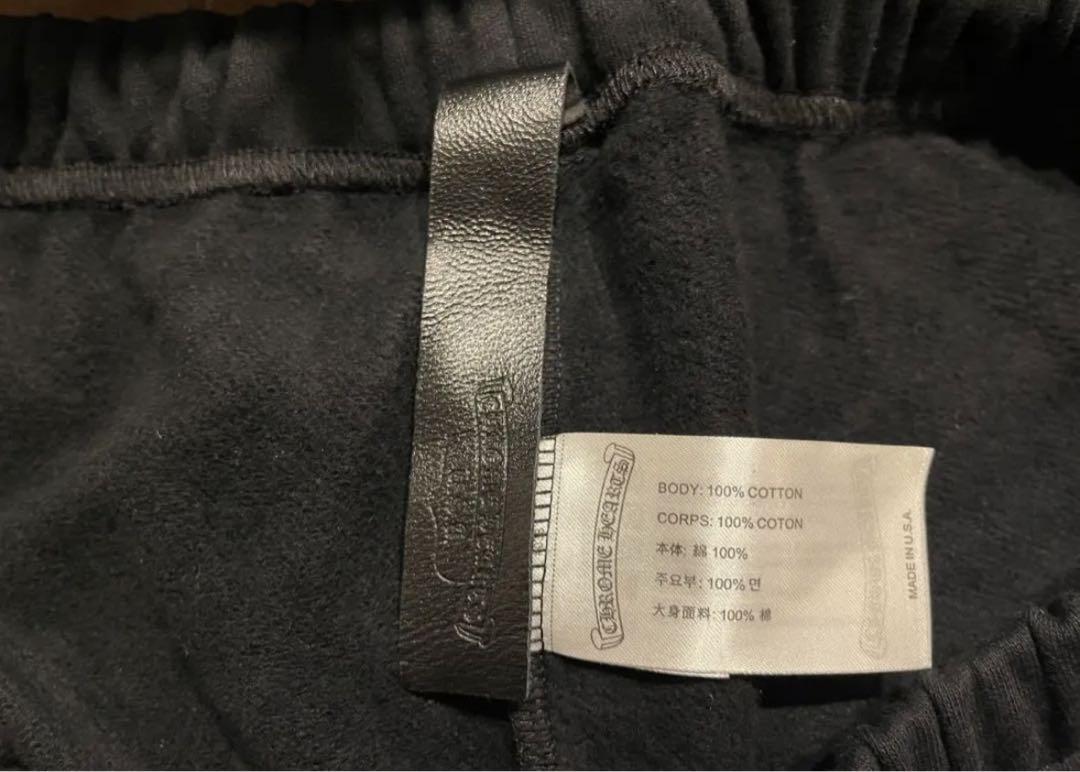 CHROME HEARTS
BODY: 100% COTTON
CORPS: 100% COTON
本体: 綿 100%
주요부: 100% 면
大身面料: 100% 棉
MADE IN U.S.A.